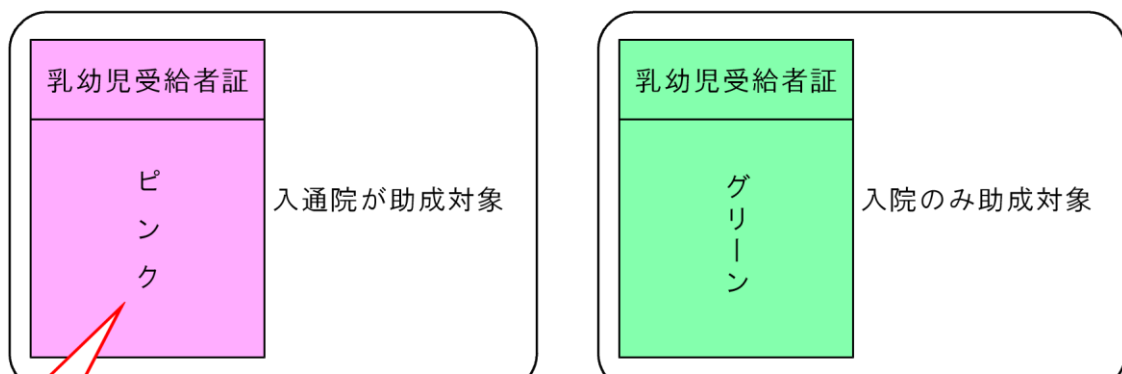 乳幼児受給者証
ピンク
入通院が助成対象
乳幼児受給者証
グリーン
入院のみ助成対象